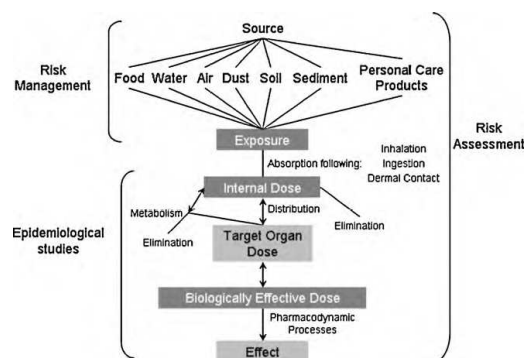 Source
Risk
Management
Food Water Air Dust Soil Sediment
Personal Care
Products
Exposure
Absorption following:
Inhalation
Ingestion
Dermal Contact
Risk
Assessment
Internal Dose
Metabolism
Distribution
Elimination
Elimination
Epidemiological
studies
Target Organ
Dose
Biologically Effective Dose
Pharmacodynamic
Processes
Effect